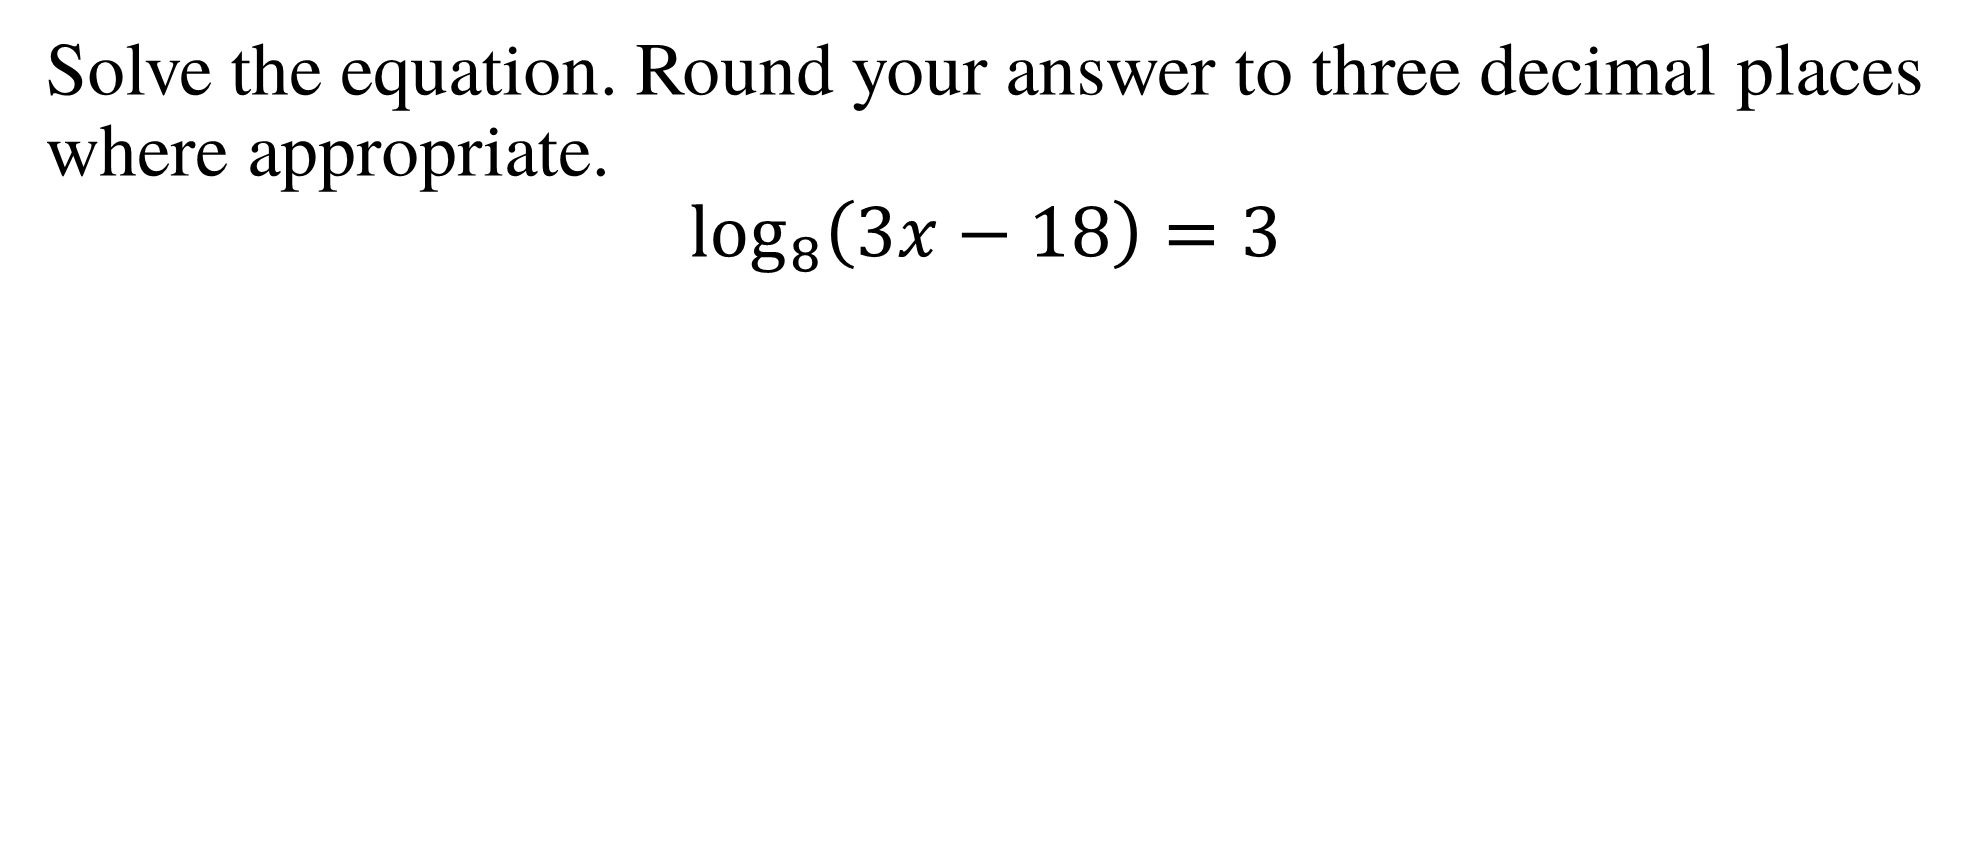 Solve the equation. Round your answer to three decimal places
where appropriate.
log₈(3x − 18) = 3